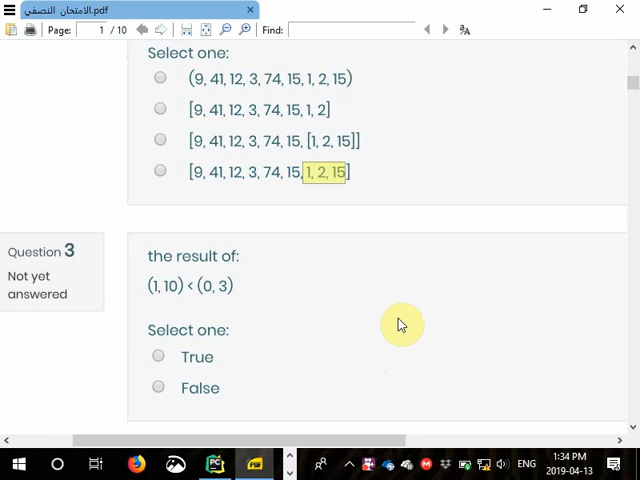 الامتحان النصفي.pdf
Page: 1 / 10 Find:
Select one:
(9, 41, 12, 3, 74, 15, 1, 2, 15)
[9, 41, 12, 3, 74, 15, 1, 2]
[9, 41, 12, 3, 74, 15, [1, 2, 15]]
[9, 41, 12, 3, 74, 15, 1, 2, 15]
Question 3
Not yet
answered
the result of:
(1, 10) < (0, 3)
Select one:
True
False
ENG
1:34 PM
2019-04-13